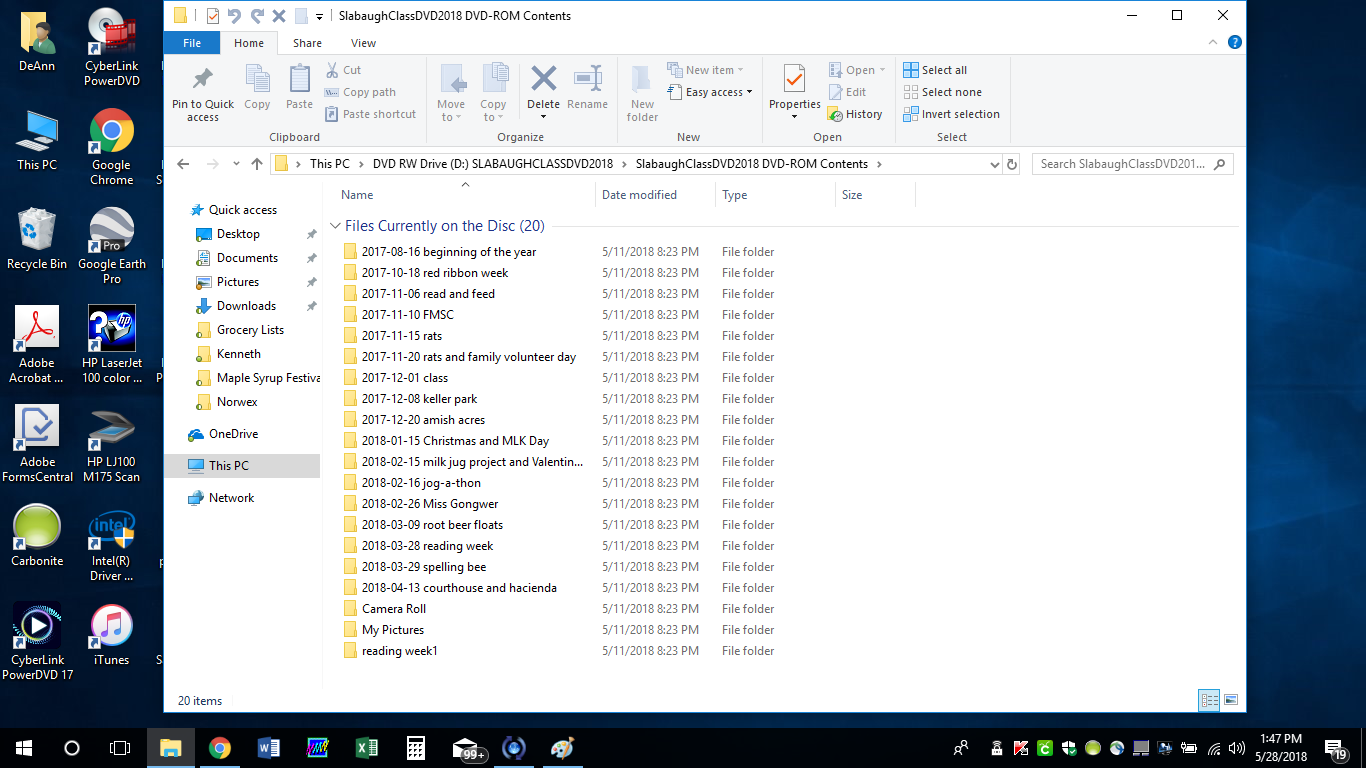 SlabaughClassDVD2018 DVD-ROM Contents
File Home Share View
Pin to Quick access
Copy
Paste
Cut
Copy path
Paste shortcut
Clipboard
Move to
Copy to
Delete
Rename
Organize
New folder
New item
Easy access
New
Properties
Open
Edit
History
Open
Select all
Select none
Invert selection
Select
This PC DVD RW Drive (D:) SLABAUGHCLASSDVD2018 SlabaughClassDVD2018 DVD-ROM Contents
Search SlabaughClassDVD201...
Quick access
Desktop
Documents
Pictures
Downloads
Grocery Lists
Kenneth
Maple Syrup Festiva
Norwex
OneDrive
This PC
Network
Name Date modified Type Size
Files Currently on the Disc (20)
2017-08-16 beginning of the year 5/11/2018 8:23 PM File folder
2017-10-18 red ribbon week 5/11/2018 8:23 PM File folder
2017-11-06 read and feed 5/11/2018 8:23 PM File folder
2017-11-10 FMSC 5/11/2018 8:23 PM File folder
2017-11-15 rats 5/11/2018 8:23 PM File folder
2017-11-20 rats and family volunteer day 5/11/2018 8:23 PM File folder
2017-12-01 class 5/11/2018 8:23 PM File folder
2017-12-08 keller park 5/11/2018 8:23 PM File folder
2017-12-20 amish acres 5/11/2018 8:23 PM File folder
2018-01-15 Christmas and MLK Day 5/11/2018 8:23 PM File folder
2018-02-15 milk jug project and Valentin... 5/11/2018 8:23 PM File folder
2018-02-16 jog-a-thon 5/11/2018 8:23 PM File folder
2018-02-26 Miss Gongwer 5/11/2018 8:23 PM File folder
2018-03-09 root beer floats 5/11/2018 8:23 PM File folder
2018-03-28 reading week 5/11/2018 8:23 PM File folder
2018-03-29 spelling bee 5/11/2018 8:23 PM File folder
2018-04-13 courthouse and hacienda 5/11/2018 8:23 PM File folder
Camera Roll 5/11/2018 8:23 PM File folder
My Pictures 5/11/2018 8:23 PM File folder
reading week1 5/11/2018 8:23 PM File folder
20 items
DeAnn
CyberLink PowerDVD
This PC
Google Chrome
Recycle Bin
Pro
Google Earth Pro
Adobe Acrobat ...
HP LaserJet 100 color ...
Adobe FormsCentral
HP LJ100 M175 Scan
Carbonite
intel
Intel(R) Driver ...
CyberLink PowerDVD 17
iTunes
99+
1:47 PM
5/28/2018
19